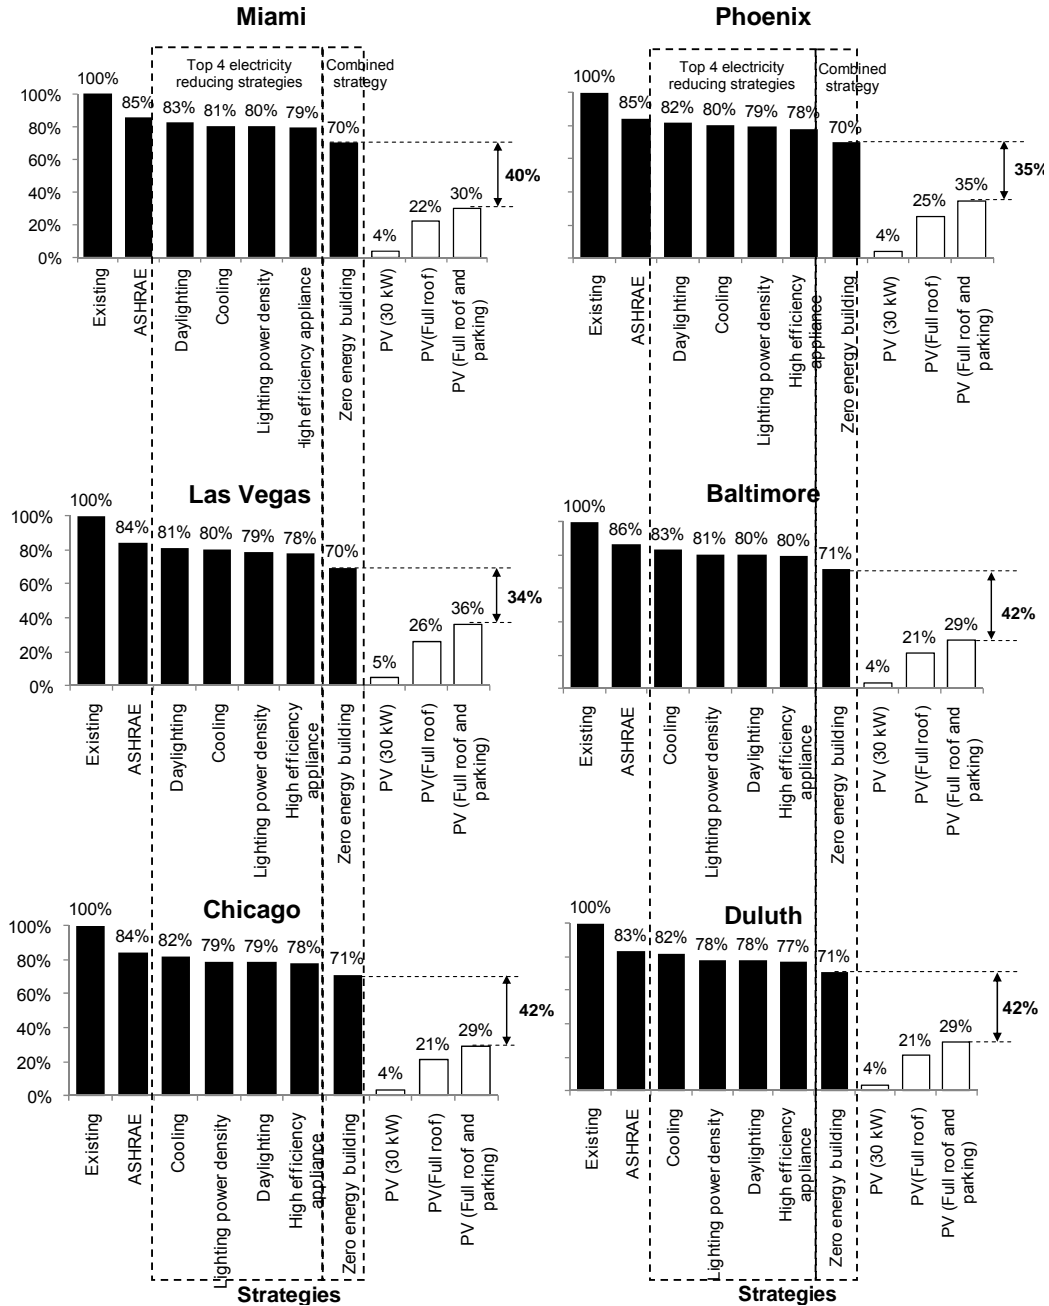 Miami
Top 4 electricity
reducing strategies
Combined
strategy
100%
85%
83%
81%
80%
79%
70%
4%
22%
30%
40%
100%
80%
60%
40%
20%
0%
Existing
ASHRAE
Daylighting
Cooling
Lighting power density
High efficiency appliance
Zero energy building
PV (30 kW)
PV(Full roof)
PV (Full roof and
parking)
Phoenix
Top 4 electricity
reducing strategies
Combined
strategy
100%
85%
82%
80%
79%
78%
70%
4%
25%
35%
35%
Existing
ASHRAE
Daylighting
Cooling
Lighting power density
High efficiency
appliance
Zero energy building
PV (30 kW)
PV(Full roof)
PV (Full roof and
parking)
Las Vegas
100%
84%
81%
80%
79%
78%
70%
5%
26%
36%
34%
100%
80%
60%
40%
20%
0%
Existing
ASHRAE
Daylighting
Cooling
Lighting power density
High efficiency
appliance
Zero energy building
PV (30 kW)
PV(Full roof)
PV (Full roof and
parking)
Baltimore
100%
86%
83%
81%
80%
80%
71%
4%
21%
29%
42%
Existing
ASHRAE
Cooling
Lighting power density
Daylighting
High efficiency
appliance
Zero energy building
PV (30 kW)
PV(Full roof)
PV (Full roof and
parking)
Chicago
100%
84%
82%
79%
79%
78%
71%
4%
21%
29%
42%
100%
80%
60%
40%
20%
0%
Existing
ASHRAE
Cooling
Lighting power density
Daylighting
High efficiency
appliance
Zero energy building
PV (30 kW)
PV(Full roof)
PV (Full roof and
parking)
Strategies
Duluth
100%
83%
82%
78%
78%
77%
71%
4%
21%
29%
42%
Existing
ASHRAE
Cooling
Lighting power density
Daylighting
High efficiency
appliance
Zero energy building
PV (30 kW)
PV(Full roof)
PV (Full roof and
parking)
Strategies